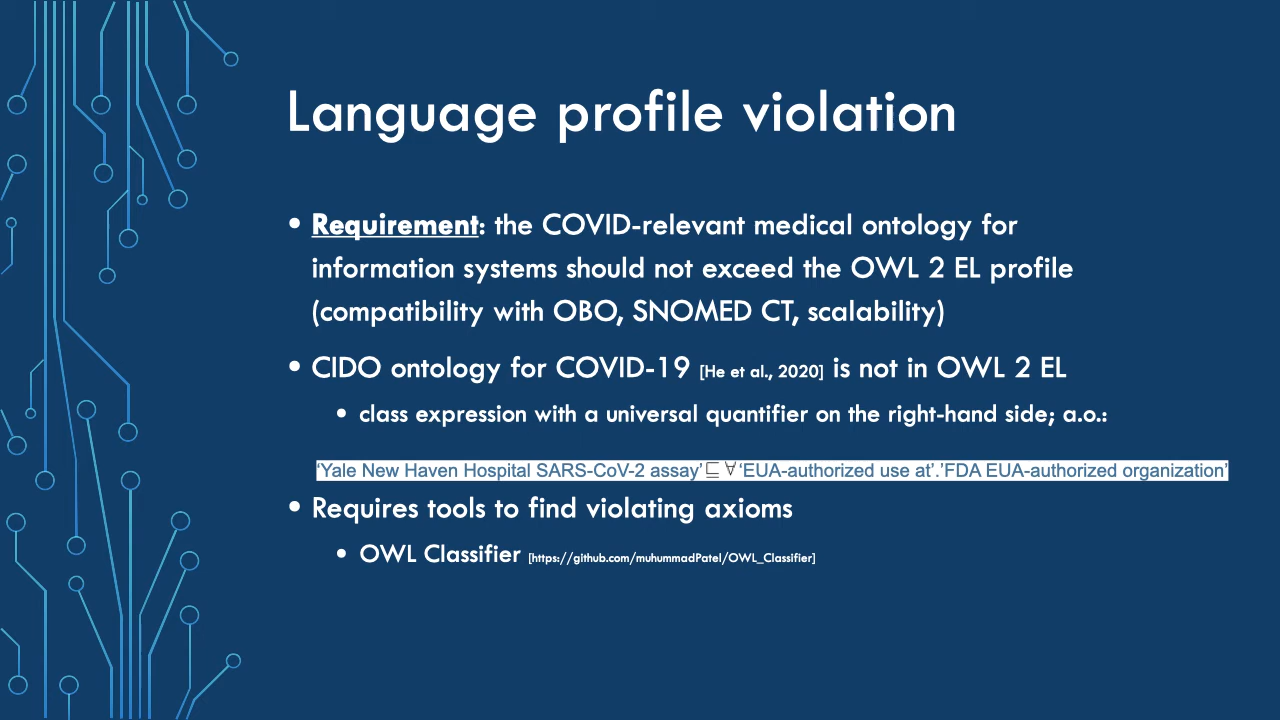 Language profile violation
• Requirement: the COVID-relevant medical ontology for
information systems should not exceed the OWL 2 EL profile
(compatibility with OBO, SNOMED CT, scalability)
• CIDO ontology for COVID-19 [He et al., 2020] is not in OWL 2 EL
• class expression with a universal quantifier on the right-hand side; a.o.:
‘Yale New Haven Hospital SARS-CoV-2 assay’ ⊑ ∀ ‘EUA-authorized use at’.’FDA EUA-authorized organization’
• Requires tools to find violating axioms
• OWL Classifier [https://github.com/muhummadPatel/OWL_Classifier]